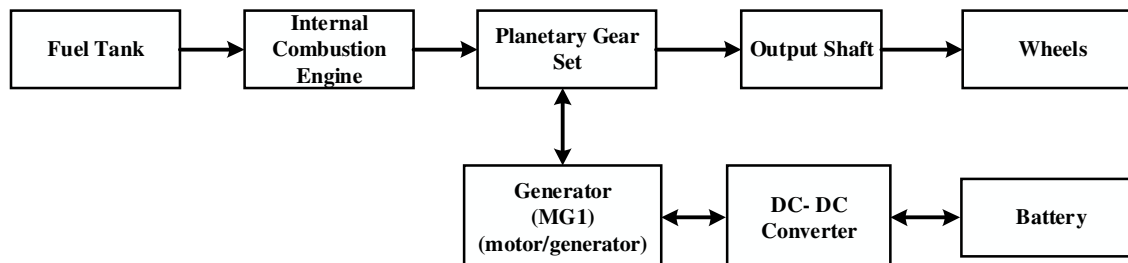 Fuel Tank
Internal
Combustion
Engine
Planetary Gear
Set
Output Shaft
Wheels
Generator
(MG1)
(motor/generator)
DC- DC
Converter
Battery